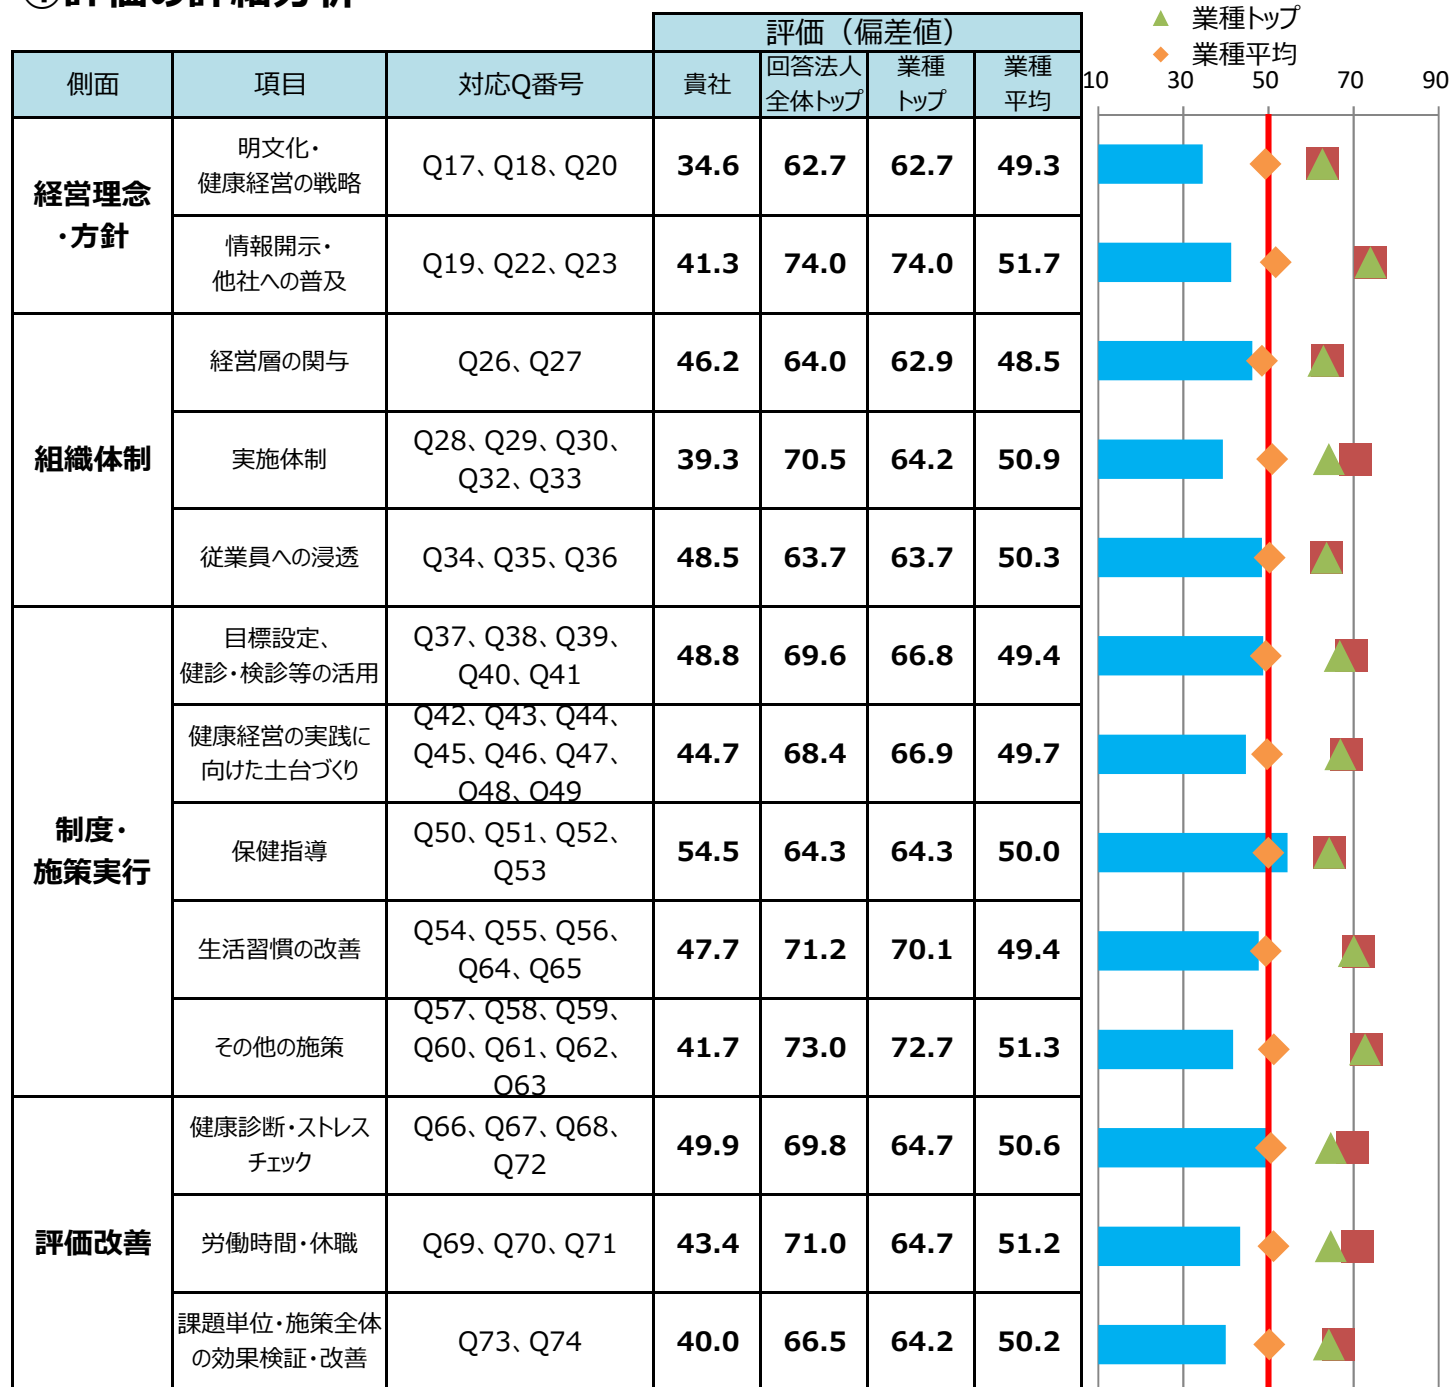 ①評価の詳細分析
▲ 業種トップ
◆ 業種平均
評価（偏差値）
側面 項目 対応Q番号 貴社 回答法人 業種 業種
全体トップ トップ 平均
10 30 50 70 90
経営理念
・方針
明文化・
健康経営の戦略
Q17、Q18、Q20
34.6 62.7 62.7 49.3
情報開示・
他社への普及
Q19、Q22、Q23
41.3 74.0 74.0 51.7
組織体制
経営層の関与
Q26、Q27
46.2 64.0 62.9 48.5
実施体制
Q28、Q29、Q30、
Q32、Q33
39.3 70.5 64.2 50.9
従業員への浸透
Q34、Q35、Q36
48.5 63.7 63.7 50.3
制度・
施策実行
目標設定、
健診・検診等の活用
Q37、Q38、Q39、
Q40、Q41
48.8 69.6 66.8 49.4
健康経営の実践に
向けた土台づくり
Q42、Q43、Q44、
Q45、Q46、Q47、
Q48、Q49
44.7 68.4 66.9 49.7
保健指導
Q50、Q51、Q52、
Q53
54.5 64.3 64.3 50.0
生活習慣の改善
Q54、Q55、Q56、
Q64、Q65
47.7 71.2 70.1 49.4
その他の施策
Q57、Q58、Q59、
Q60、Q61、Q62、
Q63
41.7 73.0 72.7 51.3
評価改善
健康診断・ストレス
チェック
Q66、Q67、Q68、
Q72
49.9 69.8 64.7 50.6
労働時間・休職
Q69、Q70、Q71
43.4 71.0 64.7 51.2
課題単位・施策全体
の効果検証・改善
Q73、Q74
40.0 66.5 64.2 50.2